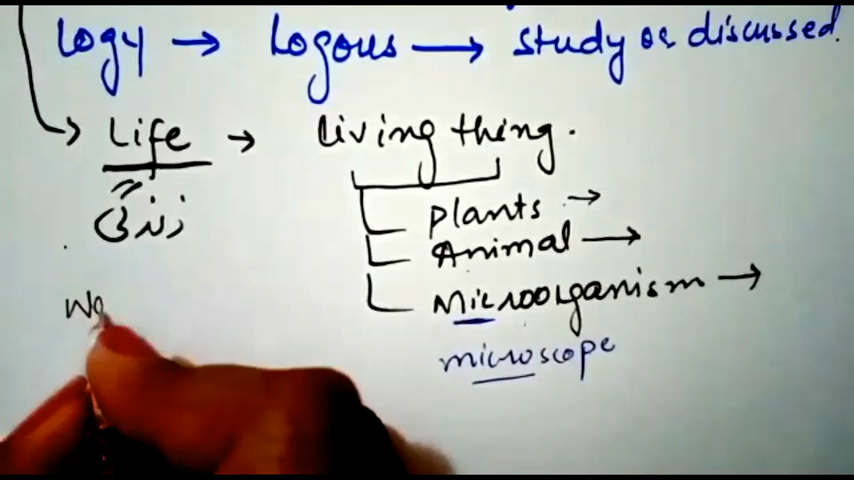 Logy → Logous → study or discussed.
Life → living thing.
زندگی
plants →
Animal →
Microorganism →
microscope